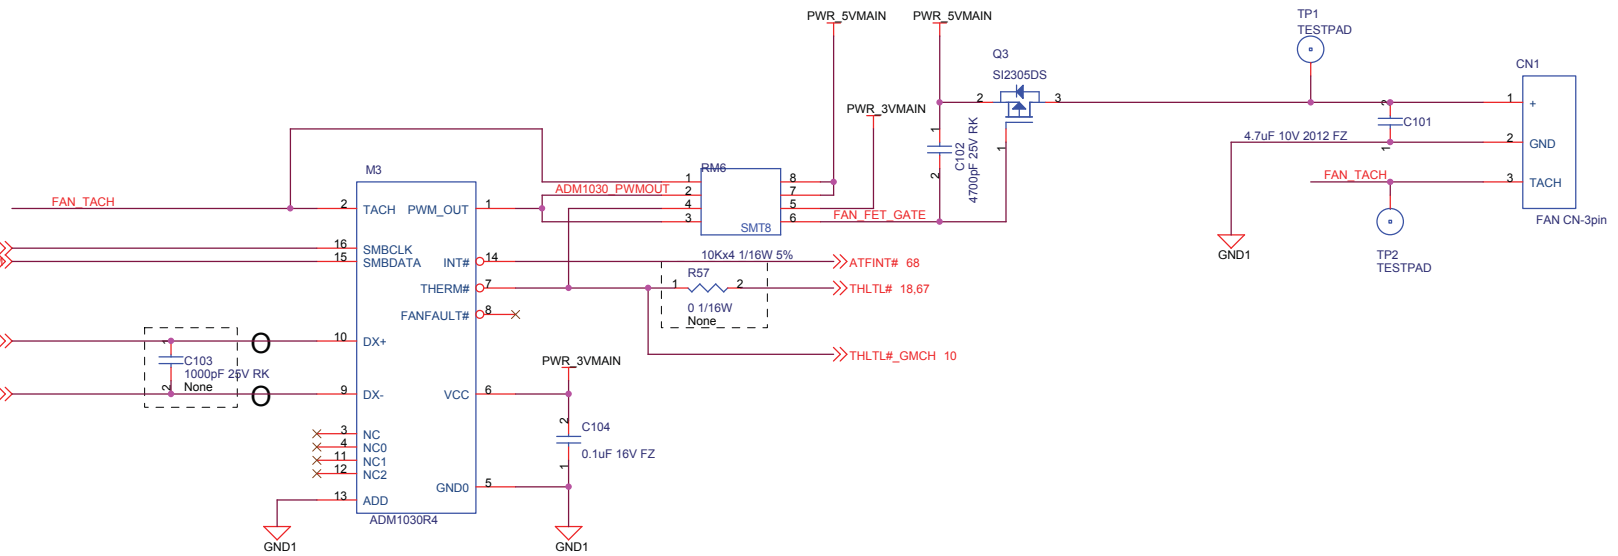 PWR_5VMAIN
PWR_5VMAIN
TP1
TESTPAD
Q3
SI2305DS
CN1
2
3
PWR_3VMAIN
1
C102
4700pF 25V RK
2
1
2
C101
4.7uF 10V 2012 FZ
1
1
+
2
GND
FAN_TACH
3
TACH
FAN CN-3pin
TP2
TESTPAD
GND1
M3
RM6
1
8
ADM1030_PWMOUT
2
7
4
5
3
6
FAN_FET_GATE
SMT8
10Kx4 1/16W 5%
FAN_TACH
2
TACH
PWM_OUT
1
16
SMBCLK
15
SMBDATA
INT#
14
ATFINT# 68
THERM#
7
R57
1
2
0 1/16W
None
THLTL# 18,67
FANFAULT#
8
THLTL#_GMCH 10
10
DX+
1
C103
1000pF 25V RK
2
None
9
DX-
PWR_3VMAIN
VCC
6
2
C104
0.1uF 16V FZ
1
3
NC
4
NC0
11
NC1
12
NC2
GND0
5
13
ADD
ADM1030R4
GND1
GND1